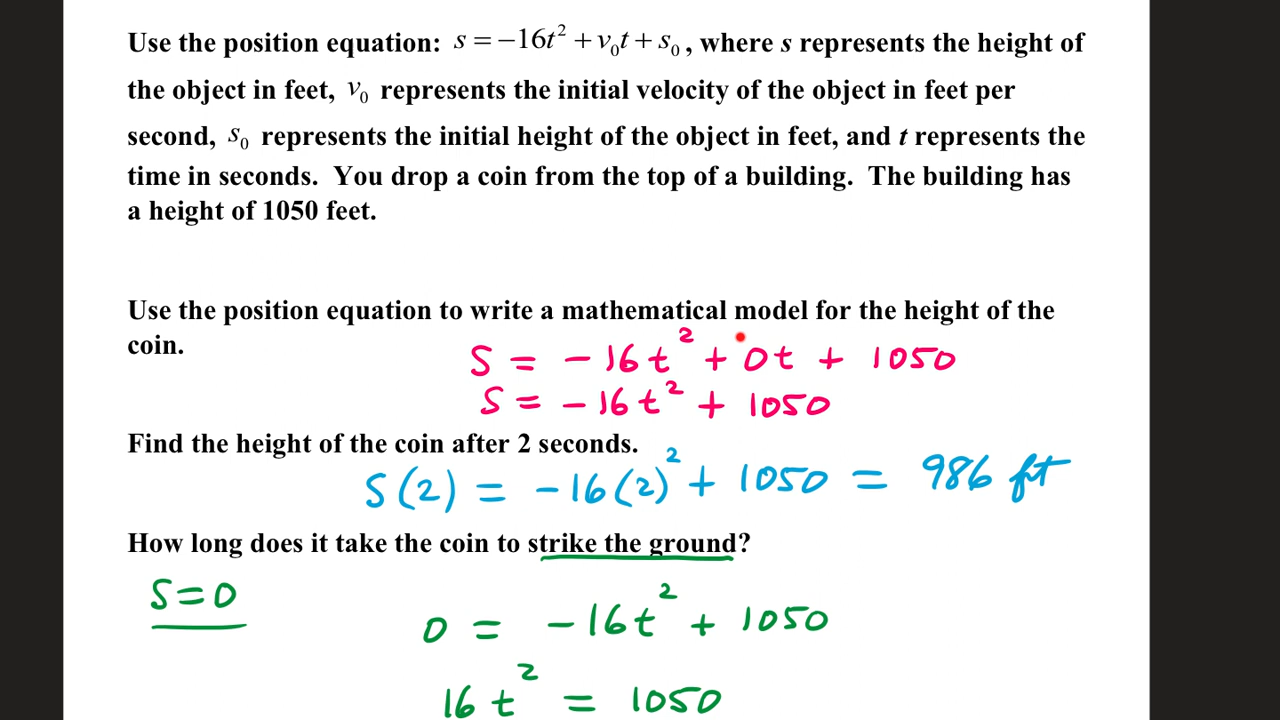 Use the position equation: s = −16t² + v₀t + s₀, where s represents the height of
the object in feet, v₀ represents the initial velocity of the object in feet per
second, s₀ represents the initial height of the object in feet, and t represents the
time in seconds. You drop a coin from the top of a building. The building has
a height of 1050 feet.
Use the position equation to write a mathematical model for the height of the
coin.
S = −16t² + 0t + 1050
S = −16t² + 1050
Find the height of the coin after 2 seconds.
S(2) = −16(2)² + 1050 = 986 ft
How long does it take the coin to strike the ground?
S=0
0 = −16t² + 1050
16t² = 1050